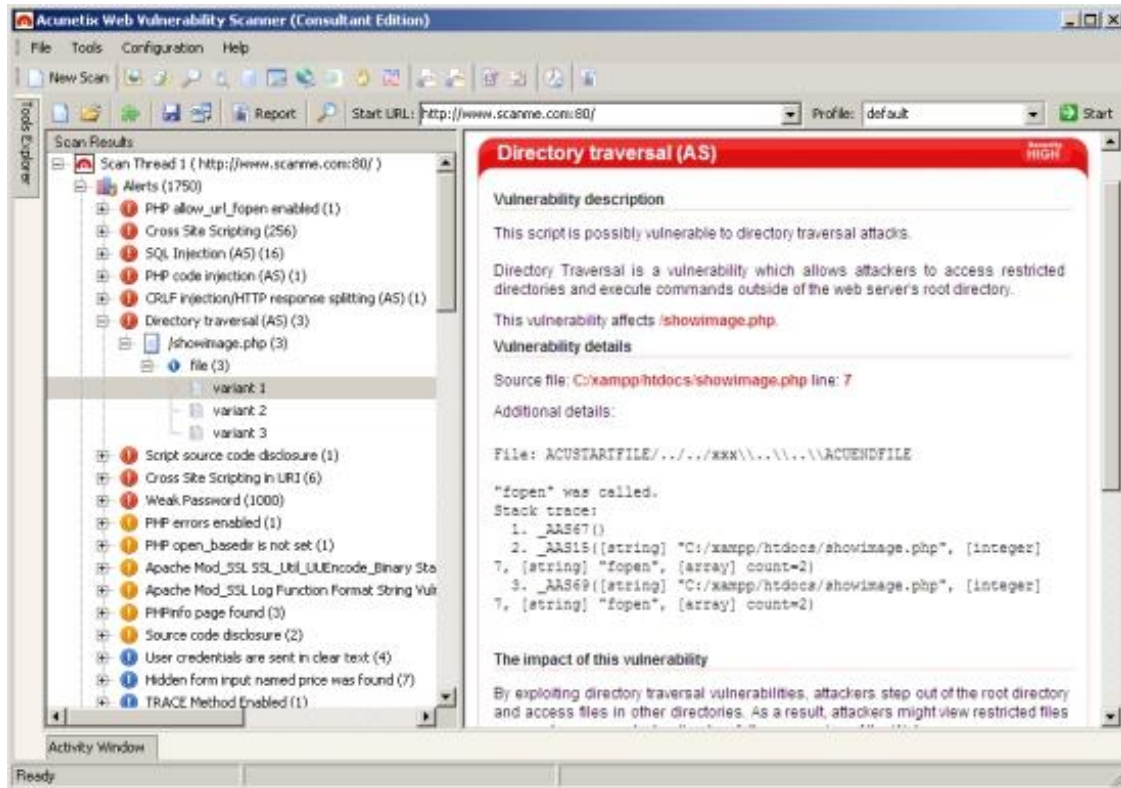 Acunetix Web Vulnerability Scanner (Consultant Edition)
File Tools Configuration Help
New Scan
Report Start URL: http://www.scanme.com:80/ Profile: default Start
Tools Explorer
Scan Results
Scan Thread 1 ( http://www.scanme.com:80/ )
Alerts (1750)
PHP allow_url_fopen enabled (1)
Cross Site Scripting (256)
SQL Injection (AS) (16)
PHP code injection (AS) (1)
CRLF injection/HTTP response splitting (AS) (1)
Directory traversal (AS) (3)
/showimage.php (3)
file (3)
variant 1
variant 2
variant 3
Script source code disclosure (1)
Cross Site Scripting in URI (6)
Weak Password (1000)
PHP errors enabled (1)
PHP open_basedir is not set (1)
Apache Mod_SSL SSL_Util_UUEncode_Binary Sta
Apache Mod_SSL Log Function Format String Vuln
PHPinfo page found (3)
Source code disclosure (2)
User credentials are sent in clear text (4)
Hidden form input named price was found (7)
TRACE Method Enabled (1)
Directory traversal (AS)
Severity
HIGH
Vulnerability description
This script is possibly vulnerable to directory traversal attacks.
Directory Traversal is a vulnerability which allows attackers to access restricted
directories and execute commands outside of the web server's root directory.
This vulnerability affects /showimage.php.
Vulnerability details
Source file: C:/xampp/htdocs/showimage.php line: 7
Additional details:
File: ACUSTARTFILE/../../xxx\\..\\..\\ACUENDFILE
"fopen" was called.
Stack trace:
1. _AAS67()
2. _AAS15([string] "C:/xampp/htdocs/showimage.php", [integer]
7, [string] "fopen", [array] count=2)
3. _AAS69([string] "C:/xampp/htdocs/showimage.php", [integer]
7, [string] "fopen", [array] count=2)
The impact of this vulnerability
By exploiting directory traversal vulnerabilities, attackers step out of the root directory
and access files in other directories. As a result, attackers might view restricted files
Activity Window
Ready